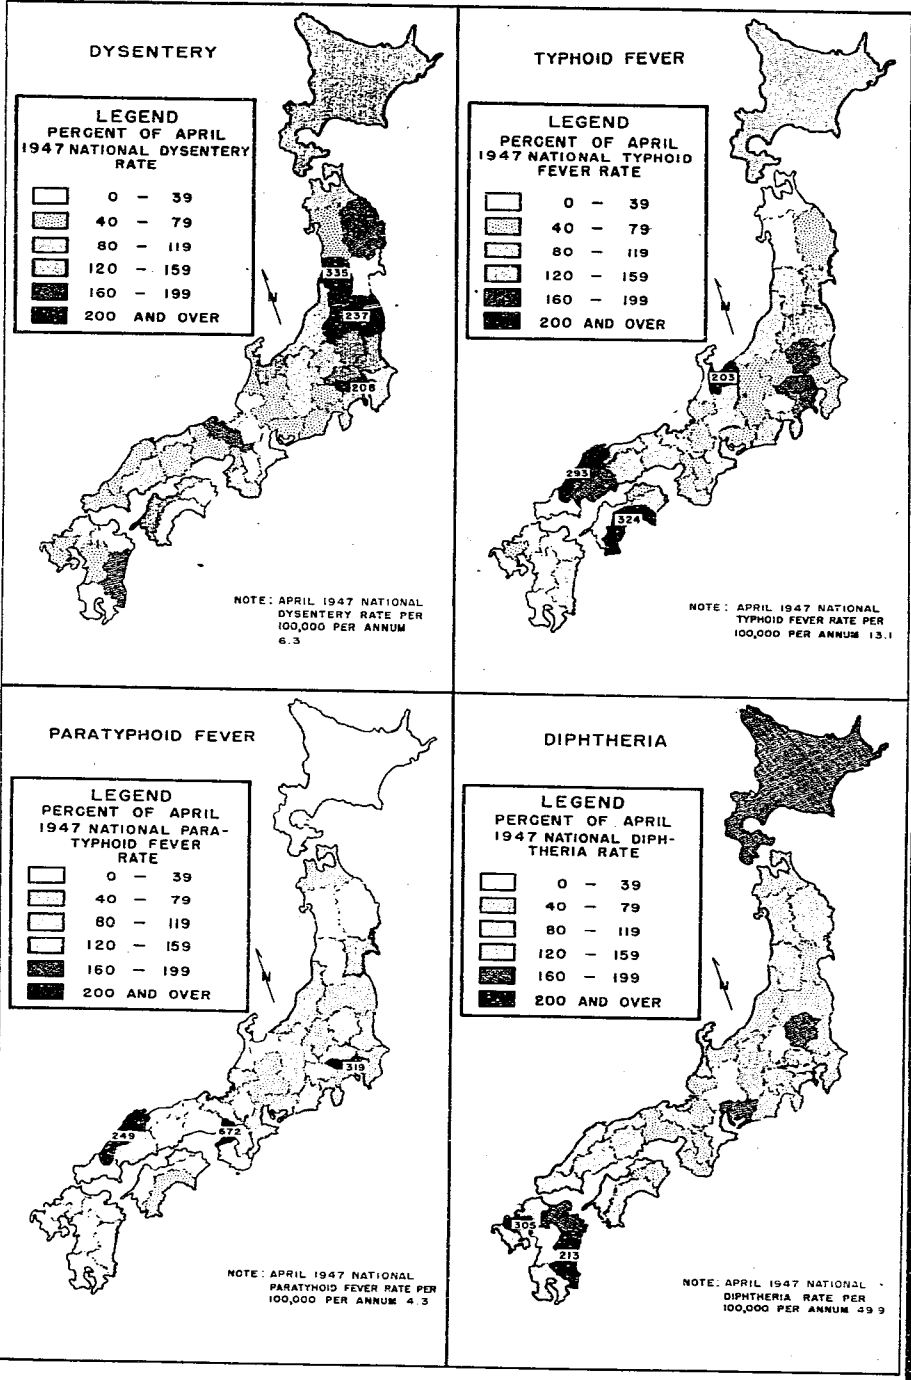 DYSENTERY
LEGEND
PERCENT OF APRIL
1947 NATIONAL DYSENTERY
RATE
0 - 39
40 - 79
80 - 119
120 - 159
160 - 199
200 AND OVER
335
N
237
208
NOTE: APRIL 1947 NATIONAL
DYSENTERY RATE PER
100,000 PER ANNUM
6.3
TYPHOID FEVER
LEGEND
PERCENT OF APRIL
1947 NATIONAL TYPHOID
FEVER RATE
0 - 39
40 - 79
80 - 119
120 - 159
160 - 199
200 AND OVER
N
203
293
324
NOTE: APRIL 1947 NATIONAL
TYPHOID FEVER RATE PER
100,000 PER ANNUM 13.1
PARATYPHOID FEVER
LEGEND
PERCENT OF APRIL
1947 NATIONAL PARA-
TYPHOID FEVER
RATE
0 - 39
40 - 79
80 - 119
120 - 159
160 - 199
200 AND OVER
N
319
249
672
NOTE: APRIL 1947 NATIONAL
PARATYHOID FEVER RATE PER
100,000 PER ANNUM 4.3
DIPHTHERIA
LEGEND
PERCENT OF APRIL
1947 NATIONAL DIPH-
THERIA RATE
0 - 39
40 - 79
80 - 119
120 - 159
160 - 199
200 AND OVER
N
305
213
NOTE: APRIL 1947 NATIONAL
DIPHTHERIA RATE PER
100,000 PER ANNUM 49.9